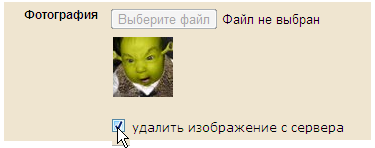 Фотография Выберите файл Файл не выбран
удалить изображение с сервера